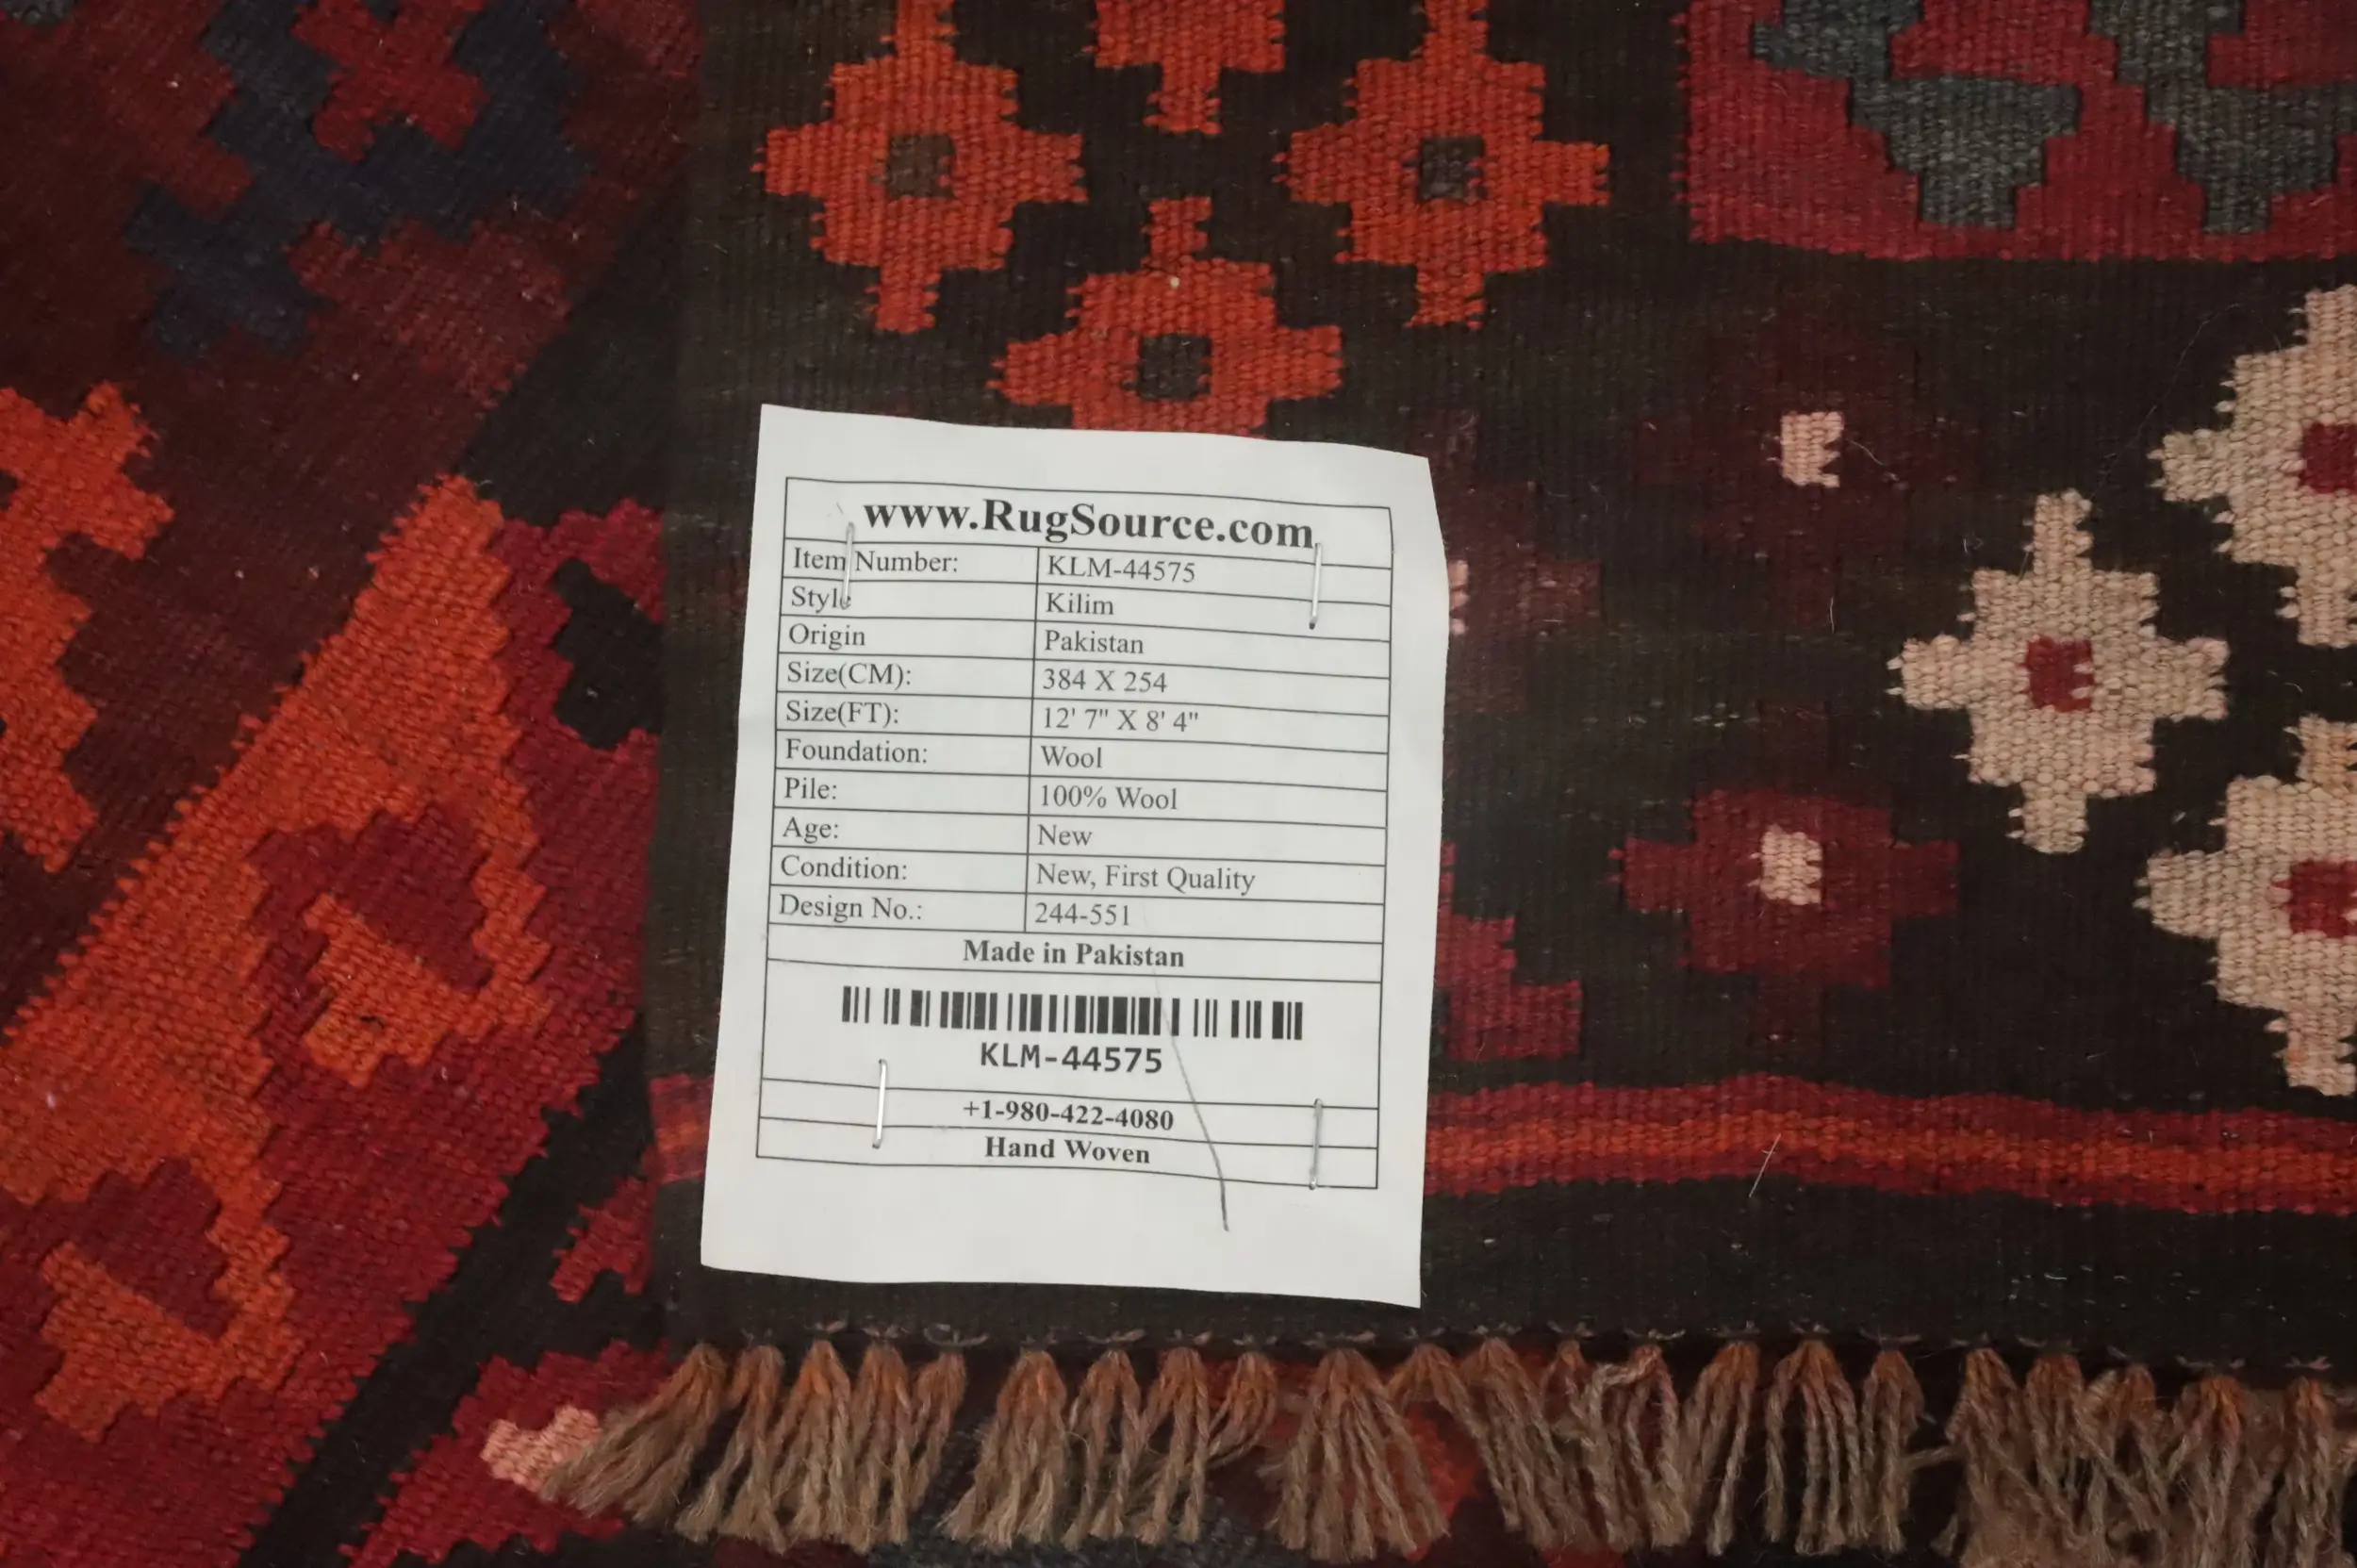 www.RugSource.com
Item Number: KLM-44575
Style Kilim
Origin Pakistan
Size(CM): 384 X 254
Size(FT): 12' 7" X 8' 4"
Foundation: Wool
Pile: 100% Wool
Age: New
Condition: New, First Quality
Design No.: 244-551
Made in Pakistan
KLM-44575
+1-980-422-4080
Hand Woven